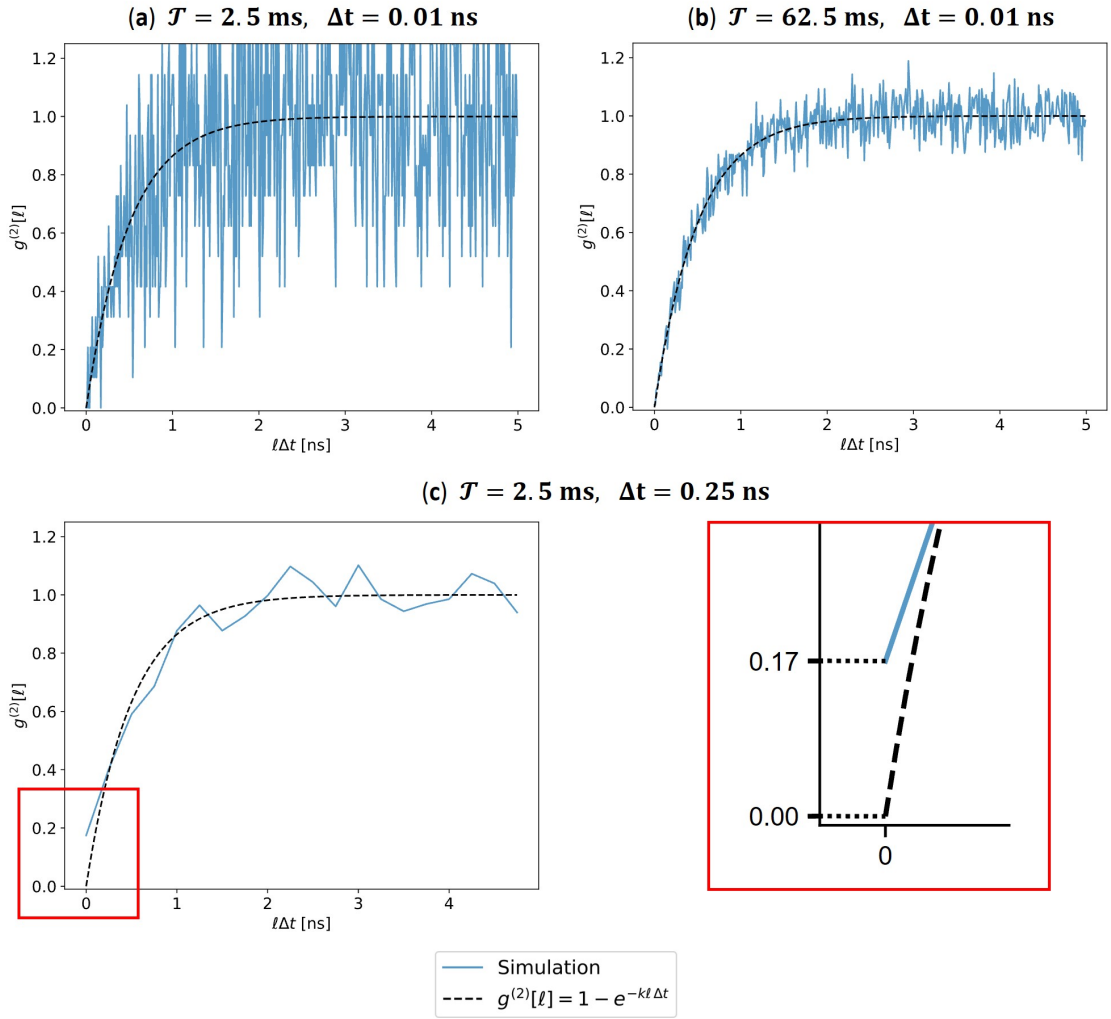 (a) 𝒯 = 2.5 ms, Δt = 0.01 ns
(b) 𝒯 = 62.5 ms, Δt = 0.01 ns
1.2
1.0
0.8
0.6
0.4
0.2
0.0
g⁽²⁾[ℓ]
0 1 2 3 4 5
ℓΔt [ns]
1.2
1.0
0.8
0.6
0.4
0.2
0.0
g⁽²⁾[ℓ]
0 1 2 3 4 5
ℓΔt [ns]
(c) 𝒯 = 2.5 ms, Δt = 0.25 ns
1.2
1.0
0.8
0.6
0.4
0.2
0.0
g⁽²⁾[ℓ]
0 1 2 3 4
ℓΔt [ns]
0.17
0.00
0
Simulation
g⁽²⁾[ℓ] = 1 − e^{−kℓΔt}